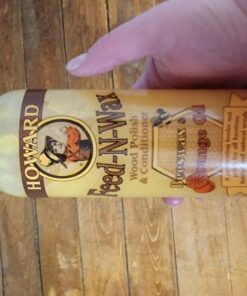 HOWARD
Feed-N-Wax
Wood Polish
& Conditioner
Beeswax &
Orange Oil